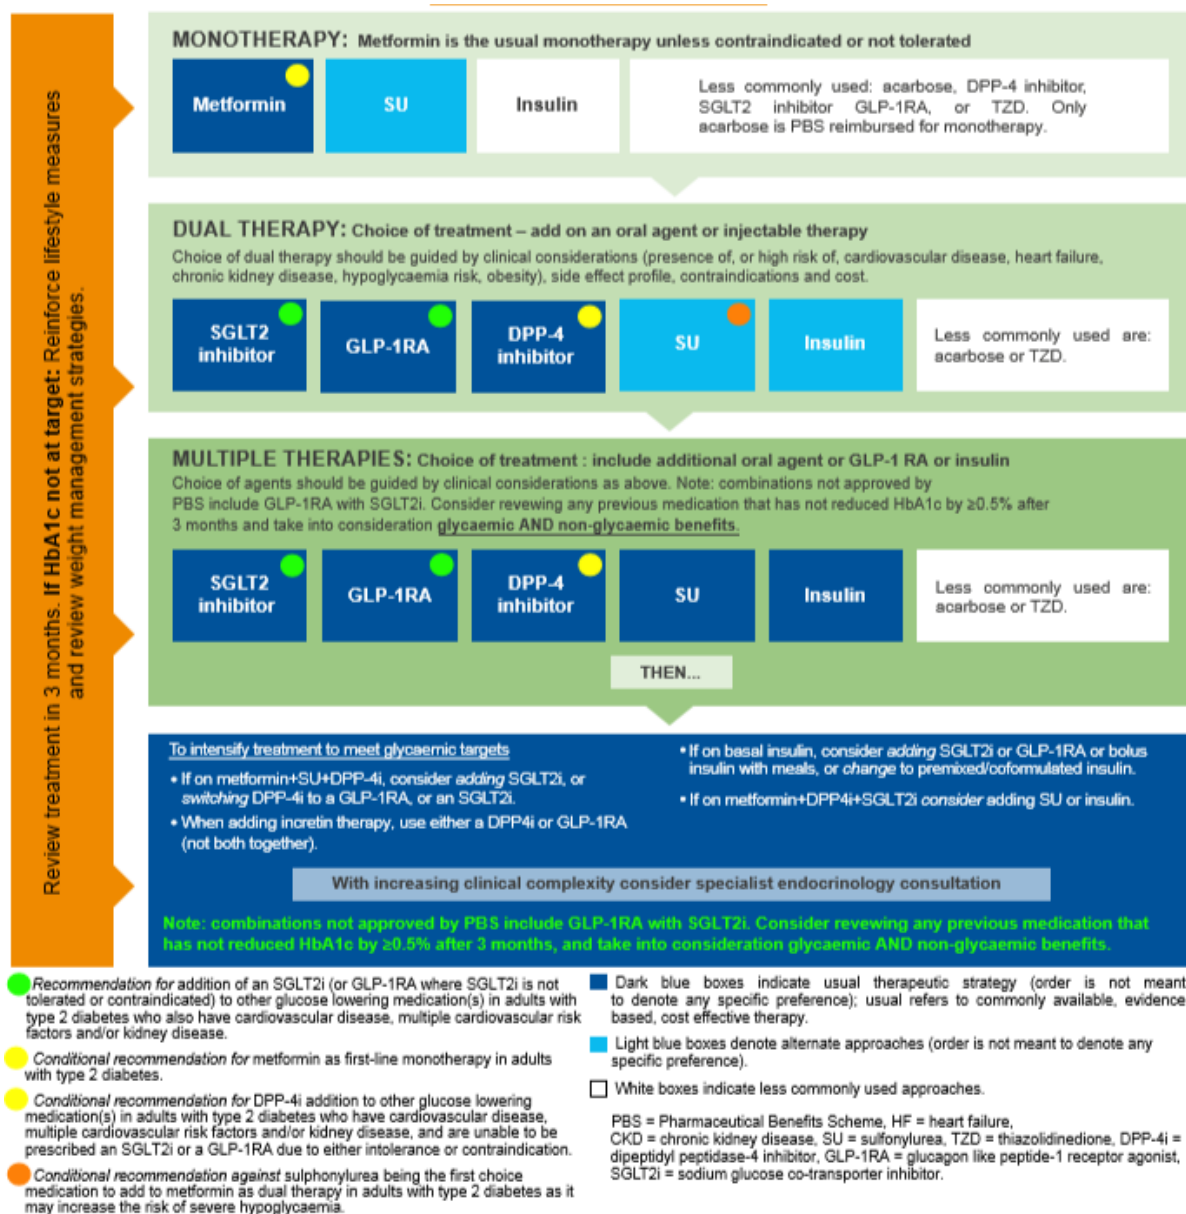 Review treatment in 3 months. If HbA1c not at target: Reinforce lifestyle measures
and review weight management strategies.
MONOTHERAPY: Metformin is the usual monotherapy unless contraindicated or not tolerated
Metformin
SU
Insulin
Less commonly used: acarbose, DPP-4 inhibitor,
SGLT2 inhibitor GLP-1RA, or TZD. Only
acarbose is PBS reimbursed for monotherapy.
DUAL THERAPY: Choice of treatment – add on an oral agent or injectable therapy
Choice of dual therapy should be guided by clinical considerations (presence of, or high risk of, cardiovascular disease, heart failure,
chronic kidney disease, hypoglycaemia risk, obesity), side effect profile, contraindications and cost.
SGLT2
inhibitor
GLP-1RA
DPP-4
inhibitor
SU
Insulin
Less commonly used are:
acarbose or TZD.
MULTIPLE THERAPIES: Choice of treatment : include additional oral agent or GLP-1 RA or insulin
Choice of agents should be guided by clinical considerations as above. Note: combinations not approved by
PBS include GLP-1RA with SGLT2i. Consider revewing any previous medication that has not reduced HbA1c by ≥0.5% after
3 months and take into consideration glycaemic AND non-glycaemic benefits.
SGLT2
inhibitor
GLP-1RA
DPP-4
inhibitor
SU
Insulin
Less commonly used are:
acarbose or TZD.
THEN...
To intensify treatment to meet glycaemic targets
• If on metformin+SU+DPP-4i, consider adding SGLT2i, or
switching DPP-4i to a GLP-1RA, or an SGLT2i.
• When adding incretin therapy, use either a DPP4i or GLP-1RA
(not both together).
• If on basal insulin, consider adding SGLT2i or GLP-1RA or bolus
insulin with meals, or change to premixed/coformulated insulin.
• If on metformin+DPP4i+SGLT2i consider adding SU or insulin.
With increasing clinical complexity consider specialist endocrinology consultation
Note: combinations not approved by PBS include GLP-1RA with SGLT2i. Consider revewing any previous medication that
has not reduced HbA1c by ≥0.5% after 3 months, and take into consideration glycaemic AND non-glycaemic benefits.
Recommendation for addition of an SGLT2i (or GLP-1RA where SGLT2i is not
tolerated or contraindicated) to other glucose lowering medication(s) in adults with
type 2 diabetes who also have cardiovascular disease, multiple cardiovascular risk
factors and/or kidney disease.
Conditional recommendation for metformin as first-line monotherapy in adults
with type 2 diabetes.
Conditional recommendation for DPP-4i addition to other glucose lowering
medication(s) in adults with type 2 diabetes who have cardiovascular disease,
multiple cardiovascular risk factors and/or kidney disease, and are unable to be
prescribed an SGLT2i or a GLP-1RA due to either intolerance or contraindication.
Conditional recommendation against sulphonylurea being the first choice
medication to add to metformin as dual therapy in adults with type 2 diabetes as it
may increase the risk of severe hypoglycaemia.
Dark blue boxes indicate usual therapeutic strategy (order is not meant
to denote any specific preference); usual refers to commonly available, evidence
based, cost effective therapy.
Light blue boxes denote alternate approaches (order is not meant to denote any
specific preference).
White boxes indicate less commonly used approaches.
PBS = Pharmaceutical Benefits Scheme, HF = heart failure,
CKD = chronic kidney disease, SU = sulfonylurea, TZD = thiazolidinedione, DPP-4i =
dipeptidyl peptidase-4 inhibitor, GLP-1RA = glucagon like peptide-1 receptor agonist,
SGLT2i = sodium glucose co-transporter inhibitor.